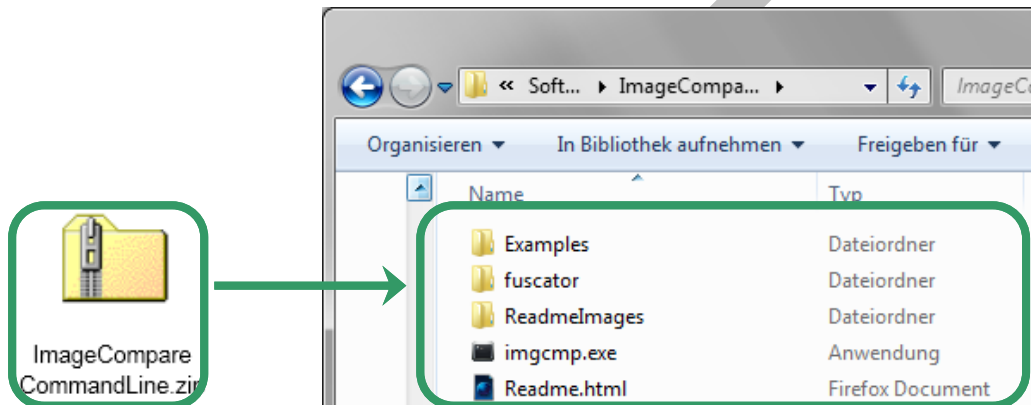 « Soft... ImageCompa...
ImageCo
Organisieren In Bibliothek aufnehmen Freigeben für
Name Typ
Examples Dateiordner
fuscator Dateiordner
ReadmeImages Dateiordner
imgcmp.exe Anwendung
Readme.html Firefox Document
ImageCompare
CommandLine.zip